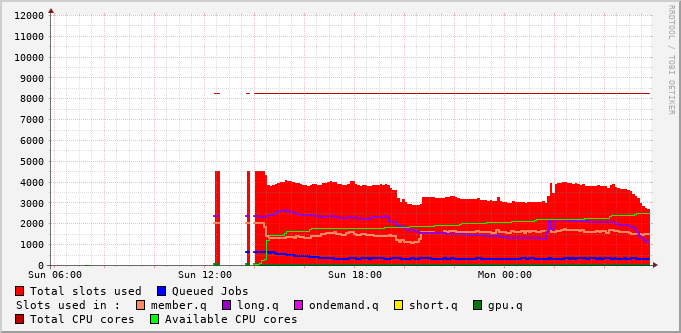 12000
11000
10000
9000
8000
7000
6000
5000
4000
3000
2000
1000
0
Sun 06:00 Sun 12:00 Sun 18:00 Mon 00:00
RRDTOOL / TOBI OETIKER
Total slots used Queued Jobs
Slots used in : member.q long.q ondemand.q short.q gpu.q
Total CPU cores Available CPU cores